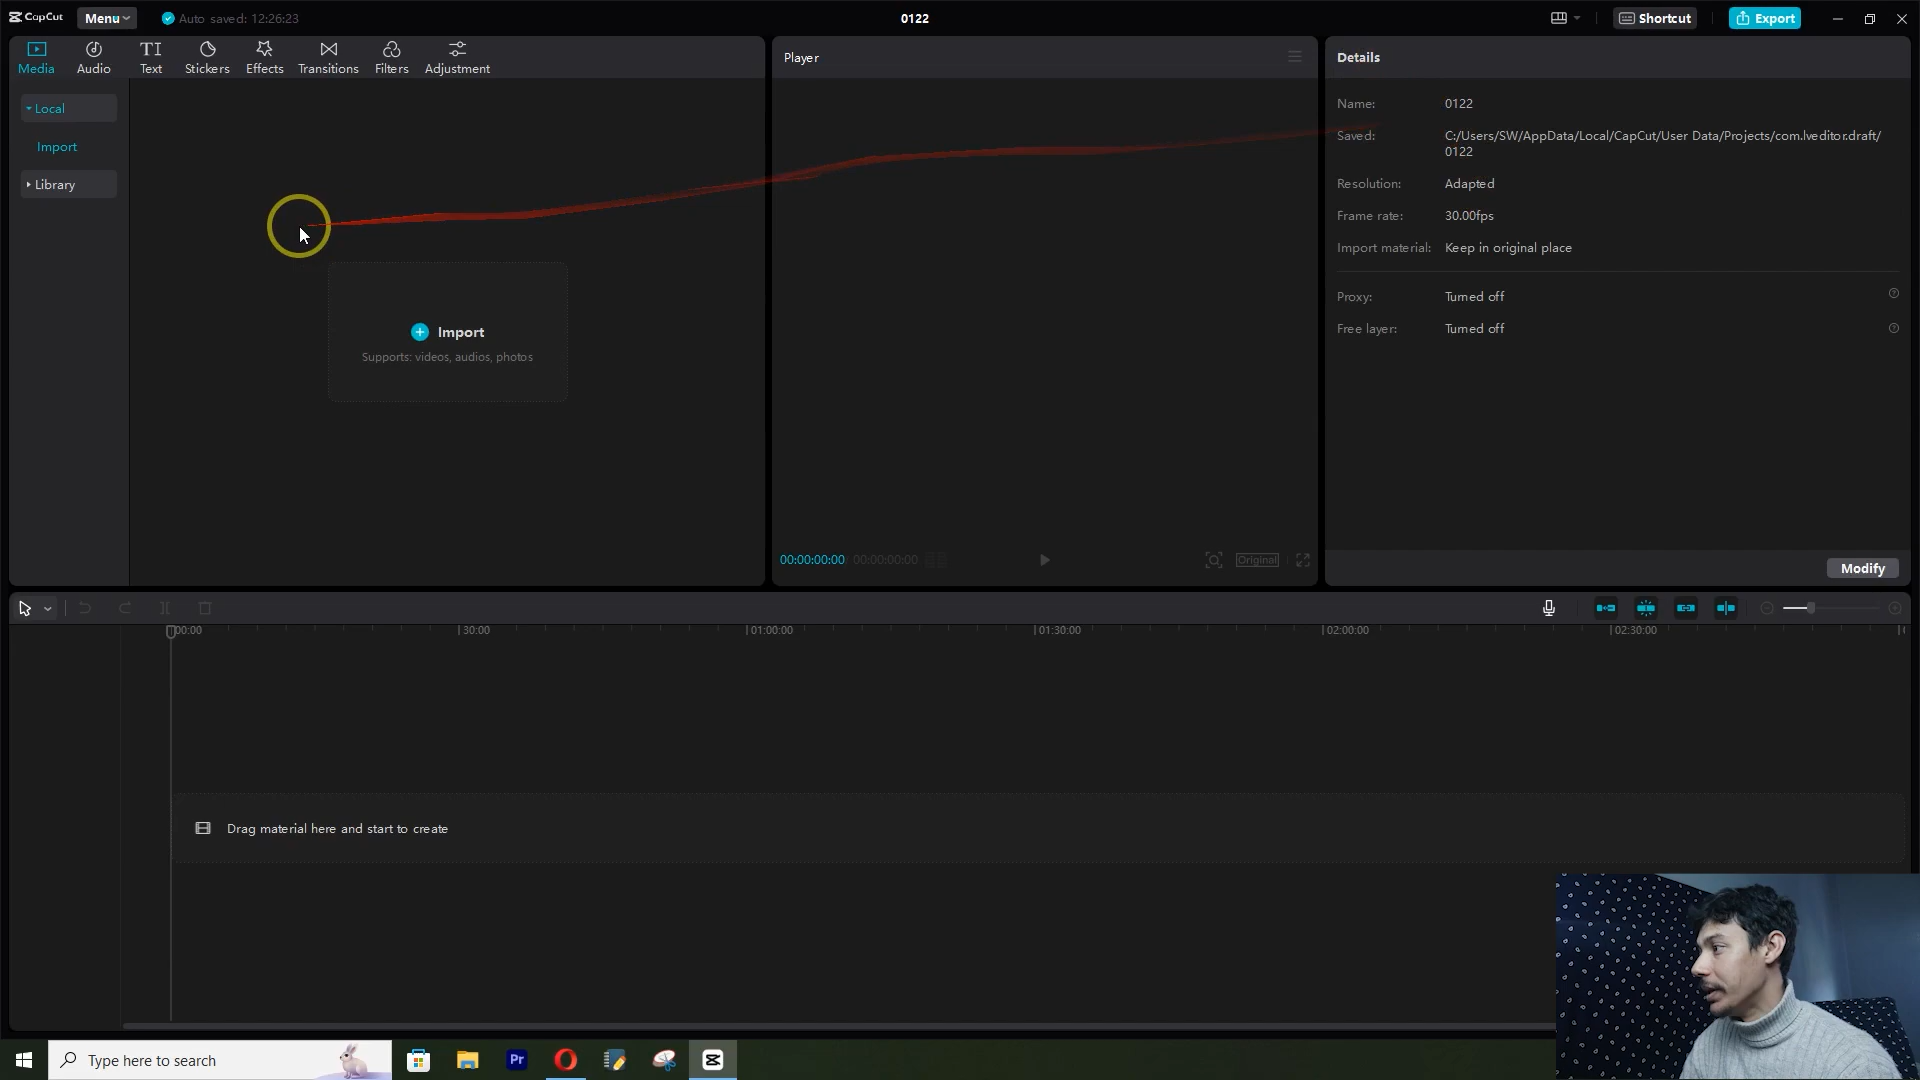 CapCut
Menu
Auto saved: 12:26:23
0122
Shortcut
Export
Media
Audio
TI
Text
Stickers
Effects
Transitions
Filters
Adjustment
Local
Import
Library
Import
Supports: videos, audios, photos
Player
00:00:00:00 00:00:00:00
Original
Details
Name: 0122
Saved: C:/Users/SW/AppData/Local/CapCut/User Data/Projects/com.lveditor.draft/
0122
Resolution: Adapted
Frame rate: 30.00fps
Import material: Keep in original place
Proxy: Turned off
Free layer: Turned off
Modify
00:00
30:00
01:00:00
01:30:00
02:00:00
02:30:00
Drag material here and start to create
Type here to search
Pr